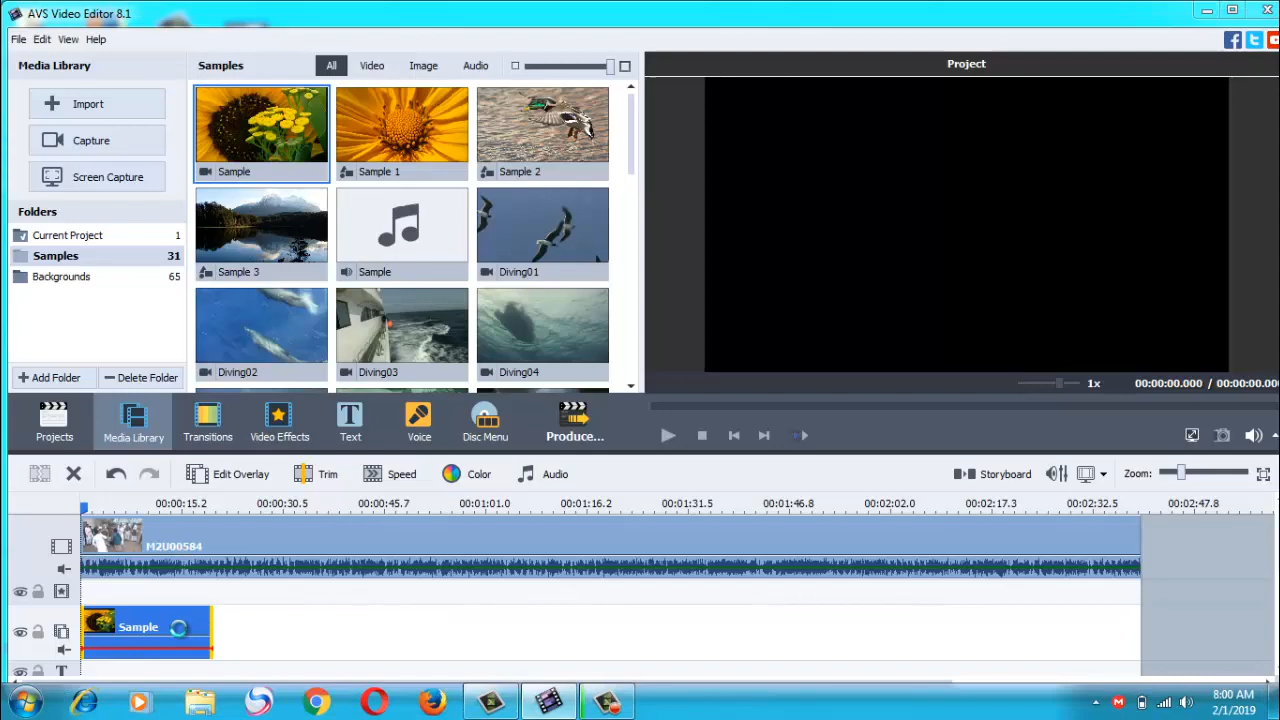 AVS Video Editor 8.1
File Edit View Help
Media Library
Import
Capture
Screen Capture
Folders
Current Project 1
Samples 31
Backgrounds 65
Add Folder
Delete Folder
Samples
All
Video
Image
Audio
Sample
Sample 1
Sample 2
Sample 3
Sample
Diving01
Diving02
Diving03
Diving04
Project
1x
00:00:00.000 / 00:00:00.000
Projects
Media Library
Transitions
Video Effects
Text
Voice
Disc Menu
Produce...
Edit Overlay
Trim
Speed
Color
Audio
Storyboard
Zoom:
00:00:15.2 00:00:30.5 00:00:45.7 00:01:01.0 00:01:16.2 00:01:31.5 00:01:46.8 00:02:02.0 00:02:17.3 00:02:32.5 00:02:47.8
M2U00584
Sample
8:00 AM
2/1/2019